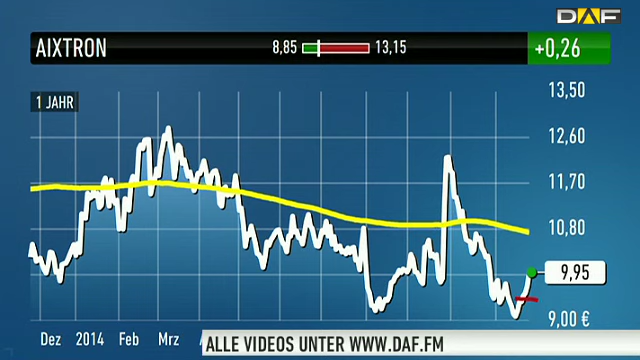 DAF
AIXTRON 8,85 13,15 +0,26
1 JAHR
13,50
12,60
11,70
10,80
9,95
9,00 €
Dez 2014 Feb Mrz
ALLE VIDEOS UNTER WWW.DAF.FM